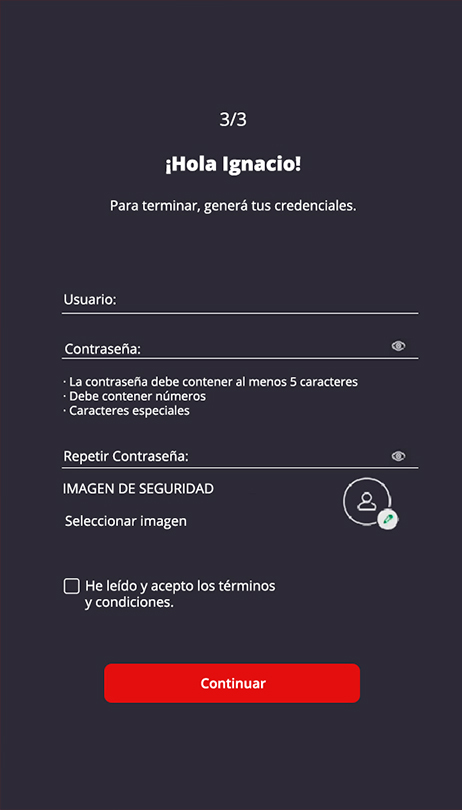 3/3
¡Hola Ignacio!
Para terminar, generá tus credenciales.
Usuario:
Contraseña:
· La contraseña debe contener al menos 5 caracteres
· Debe contener números
· Caracteres especiales
Repetir Contraseña:
IMAGEN DE SEGURIDAD
Seleccionar imagen
He leído y acepto los términos
y condiciones.
Continuar